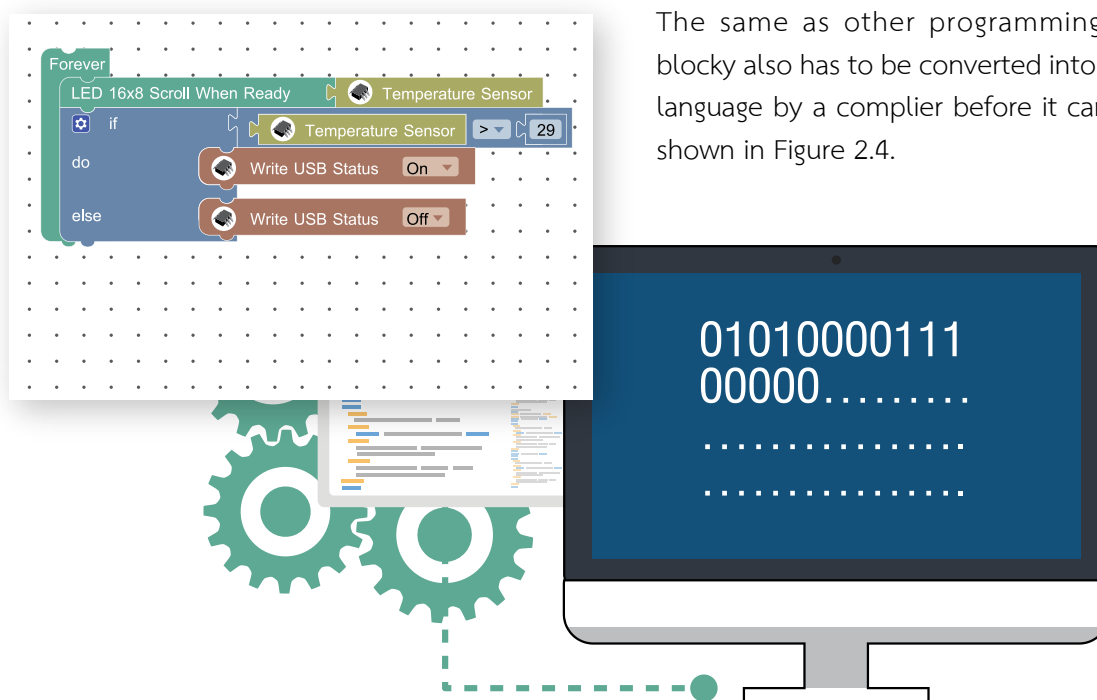 The same as other programming
blocky also has to be converted into
language by a complier before it can
shown in Figure 2.4.
Forever
LED 16x8 Scroll When Ready Temperature Sensor
if Temperature Sensor > 29
do Write USB Status On
else Write USB Status Off
01010000111
00000.........
................
................